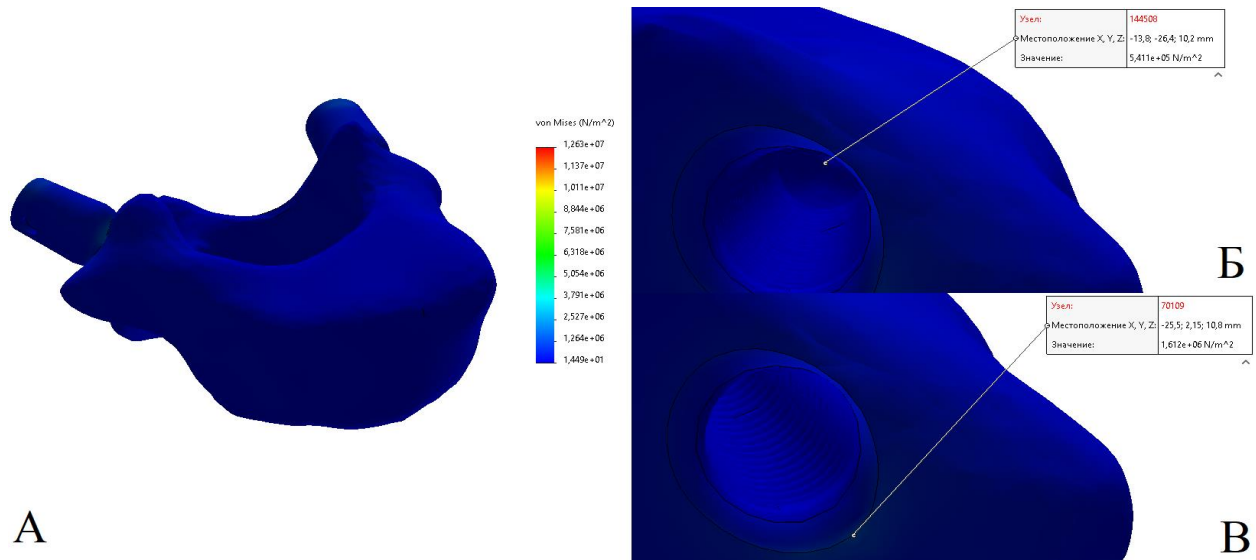 von Mises (N/m^2)
1,263e+07
1,137e+07
1,011e+07
8,844e+06
7,581e+06
6,318e+06
5,054e+06
3,791e+06
2,527e+06
1,264e+06
1,449e+01
А
Узел: 144508
Местоположение X, Y, Z: -13,8; -26,4; 10,2 mm
Значение: 5,411e+05 N/m^2
Б
Узел: 70109
Местоположение X, Y, Z: -25,5; 2,15; 10,8 mm
Значение: 1,612e+06 N/m^2
В